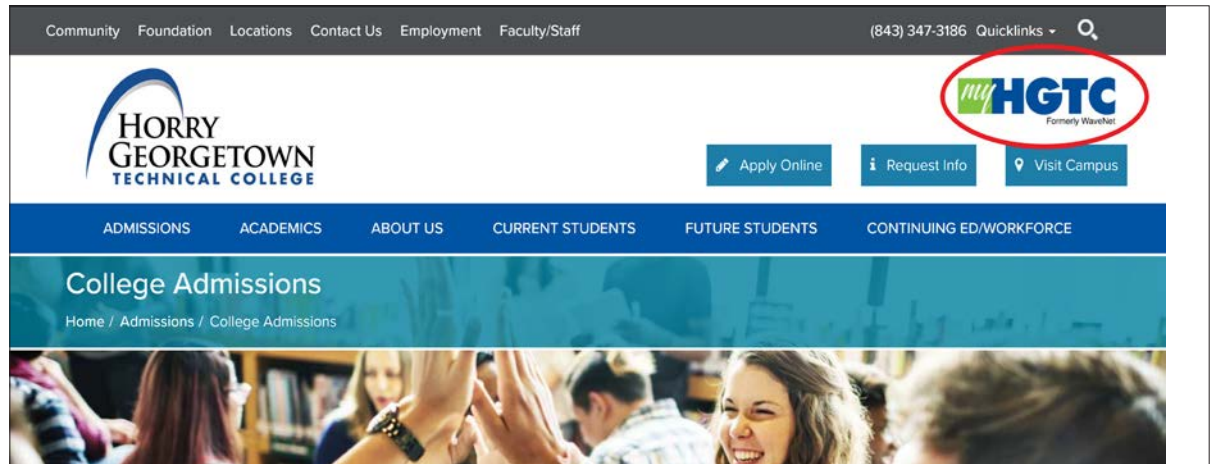 Community Foundation Locations Contact Us Employment Faculty/Staff (843) 347-3186 Quicklinks
myHGTC
Formerly WaveNet
HORRY
GEORGETOWN
TECHNICAL COLLEGE
Apply Online Request Info Visit Campus
ADMISSIONS ACADEMICS ABOUT US CURRENT STUDENTS FUTURE STUDENTS CONTINUING ED/WORKFORCE
College Admissions
Home / Admissions / College Admissions